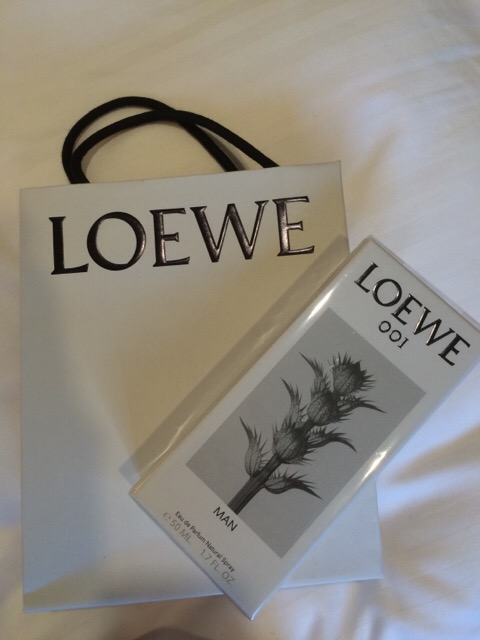 LOEWE
LOEWE
001
MAN
Eau de Parfum Natural Spray
℮ 50 ML 1.7 FL. OZ.